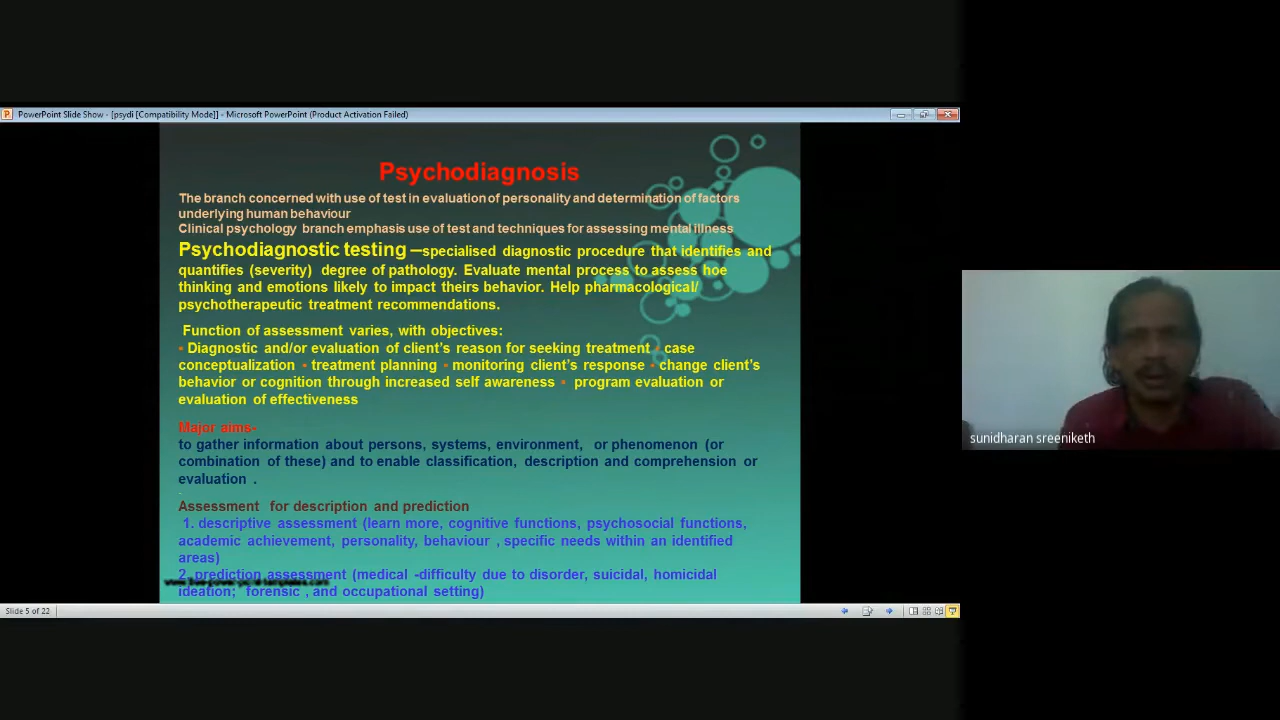 PowerPoint Slide Show - [psydi [Compatibility Mode]] - Microsoft PowerPoint (Product Activation Failed)
Psychodiagnosis
The branch concerned with use of test in evaluation of personality and determination of factors
underlying human behaviour
Clinical psychology branch emphasis use of test and techniques for assessing mental illness
Psychodiagnostic testing –specialised diagnostic procedure that identifies and
quantifies (severity) degree of pathology. Evaluate mental process to assess hoe
thinking and emotions likely to impact theirs behavior. Help pharmacological/
psychotherapeutic treatment recommendations.
Function of assessment varies, with objectives:
• Diagnostic and/or evaluation of client's reason for seeking treatment • case
conceptualization • treatment planning • monitoring client's response • change client's
behavior or cognition through increased self awareness • program evaluation or
evaluation of effectiveness
Major aims-
to gather information about persons, systems, environment, or phenomenon (or
combination of these) and to enable classification, description and comprehension or
evaluation .
Assessment for description and prediction
1. descriptive assessment (learn more, cognitive functions, psychosocial functions,
academic achievement, personality, behaviour , specific needs within an identified
areas)
2. prediction assessment (medical -difficulty due to disorder, suicidal, homicidal
ideation; forensic , and occupational setting)
Slide 5 of 22
sunidharan sreeniketh